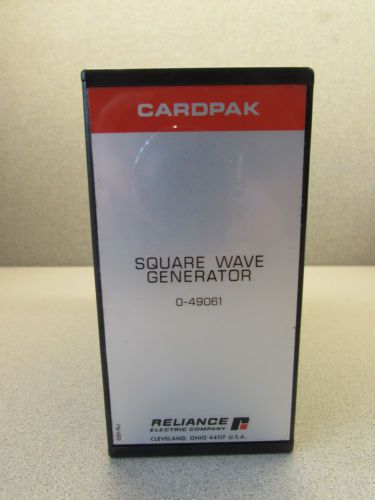 CARDPAK
SQUARE WAVE
GENERATOR
0-49061
RELIANCE
ELECTRIC COMPANY
CLEVELAND, OHIO 44117 U.S.A.